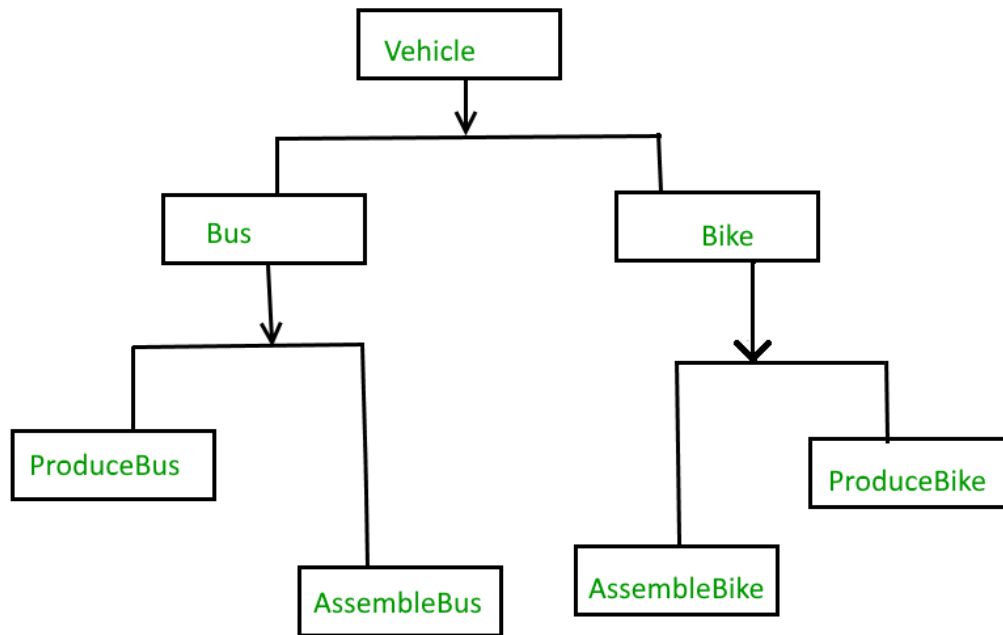 Vehicle
Bus
Bike
ProduceBus
ProduceBike
AssembleBus
AssembleBike